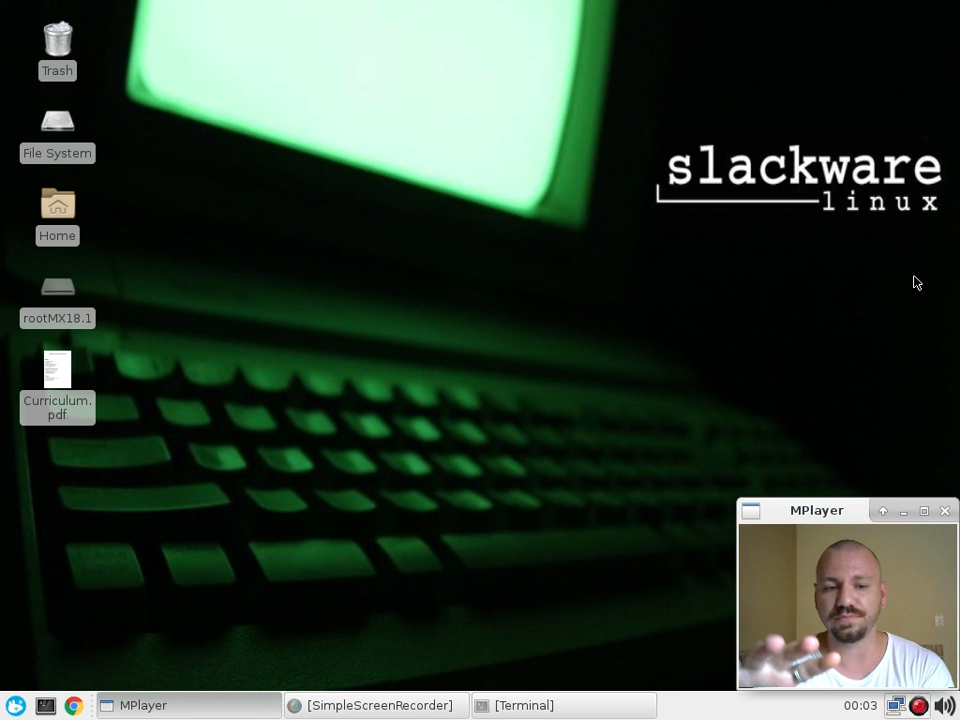 Trash
File System
Home
rootMX18.1
Curriculum.
pdf
slackware
linux
MPlayer
MPlayer
[SimpleScreenRecorder]
[Terminal]
00:03